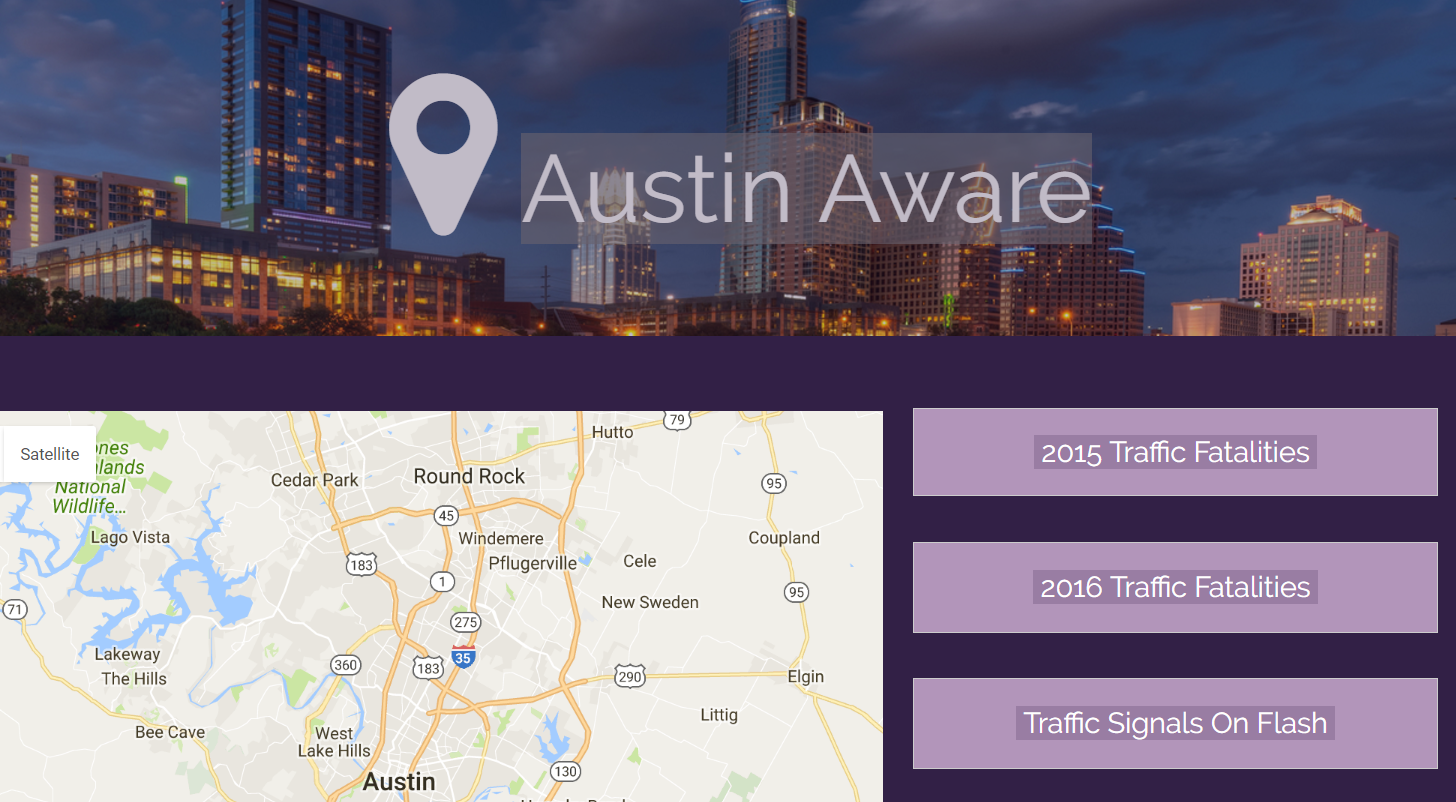 Austin Aware
2015 Traffic Fatalities
2016 Traffic Fatalities
Traffic Signals On Flash
Satellite
79
Hutto
National
Wildlife...
Cedar Park
Round Rock
95
45
Lago Vista
Windemere
Coupland
183
Pflugerville
Cele
1
95
71
New Sweden
275
Lakeway
360
183
35
290
Elgin
The Hills
Littig
Bee Cave
West
Lake Hills
130
Austin